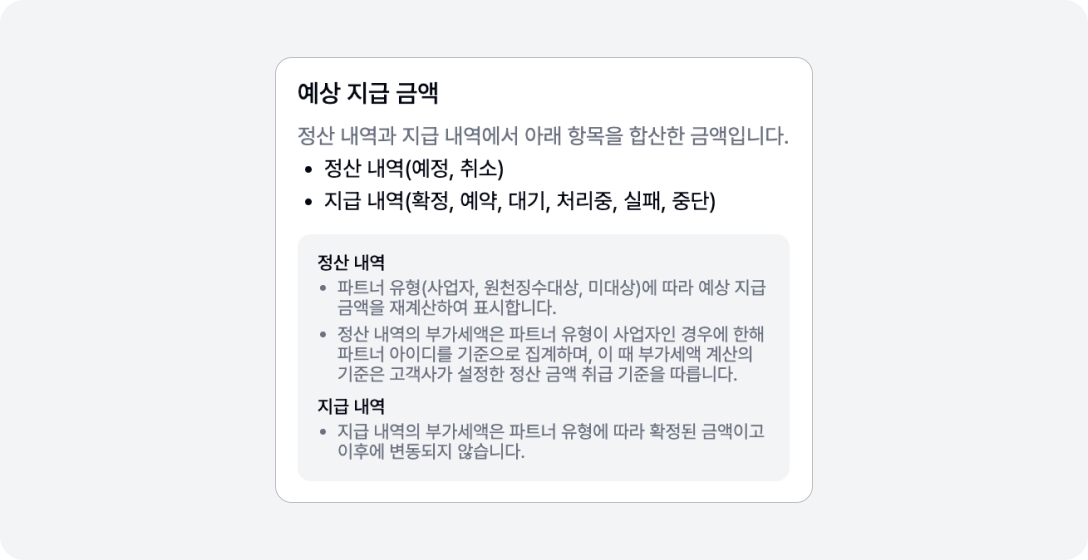 예상 지급 금액
정산 내역과 지급 내역에서 아래 항목을 합산한 금액입니다.
• 정산 내역(예정, 취소)
• 지급 내역(확정, 예약, 대기, 처리중, 실패, 중단)
정산 내역
• 파트너 유형(사업자, 원천징수대상, 미대상)에 따라 예상 지급
금액을 재계산하여 표시합니다.
• 정산 내역의 부가세액은 파트너 유형이 사업자인 경우에 한해
파트너 아이디를 기준으로 집계하며, 이 때 부가세액 계산의
기준은 고객사가 설정한 정산 금액 취급 기준을 따릅니다.
지급 내역
• 지급 내역의 부가세액은 파트너 유형에 따라 확정된 금액이고
이후에 변동되지 않습니다.